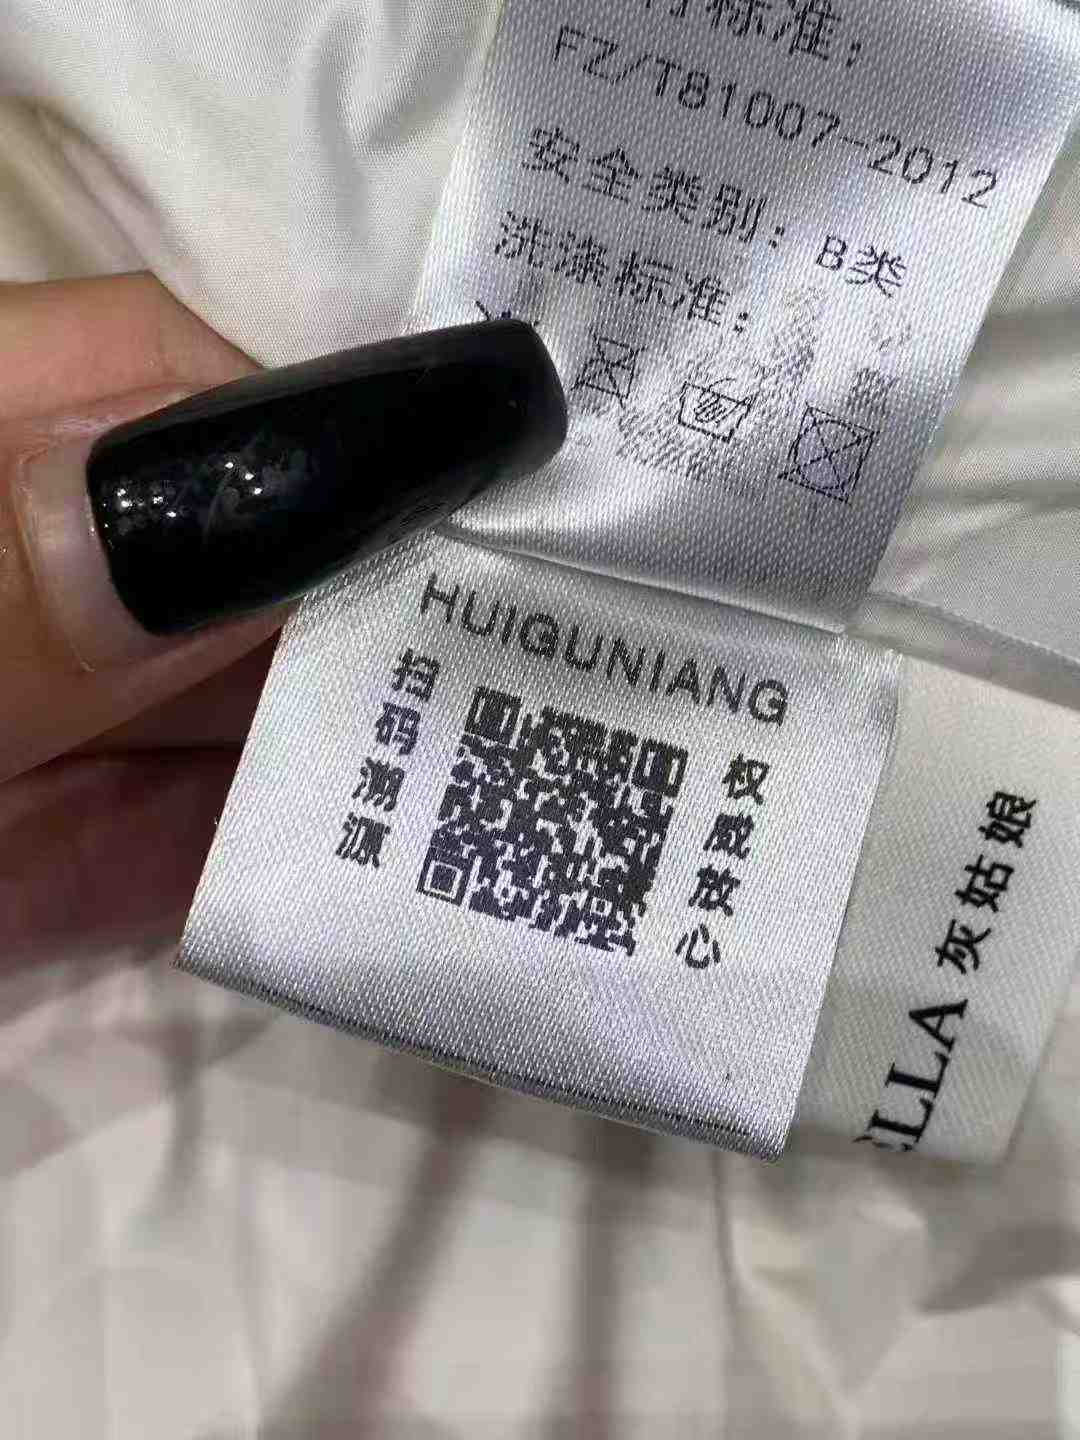 行标准：
FZ/T81007-2012
安全类别：B类
洗涤标准：
HUIGUNIANG
扫码溯源
权威放心
ELLA 灰姑娘